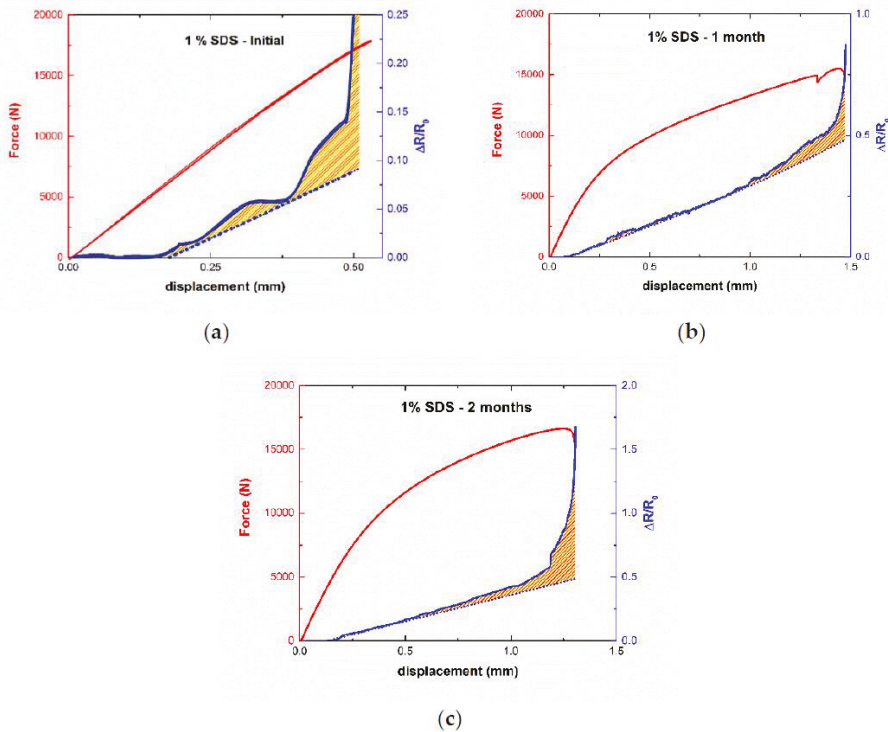 1 % SDS - Initial
Force (N)
20000
15000
10000
5000
0
0.00
0.25
0.50
displacement (mm)
0.25
0.20
0.15
0.10
0.05
0.00
ΔR/R₀
(a)
1% SDS - 1 month
Force (N)
20000
15000
10000
5000
0
0.0
0.5
1.0
1.5
displacement (mm)
1.0
0.5
0.0
ΔR/R₀
(b)
1% SDS - 2 months
Force (N)
20000
15000
10000
5000
0
0.0
0.5
1.0
1.5
displacement (mm)
2.0
1.5
1.0
0.5
0.0
ΔR/R₀
(c)